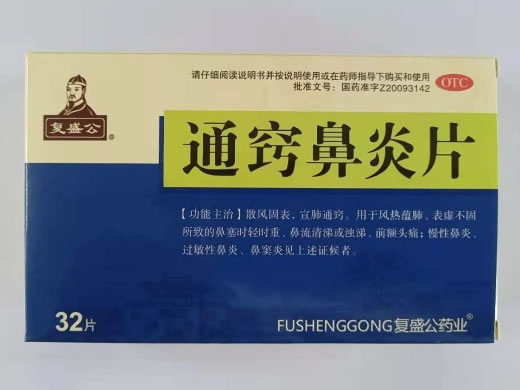 请仔细阅读说明书并按说明使用或在药师指导下购买和使用
批准文号：国药准字Z20093142
OTC
复盛公®
通窍鼻炎片
【功能主治】散风固表，宣肺通窍。用于风热蕴肺、表虚不固
所致的鼻塞时轻时重、鼻流清涕或浊涕、前额头痛；慢性鼻炎、
过敏性鼻炎、鼻窦炎见上述证候者。
32片
FUSHENGGONG复盛公药业®